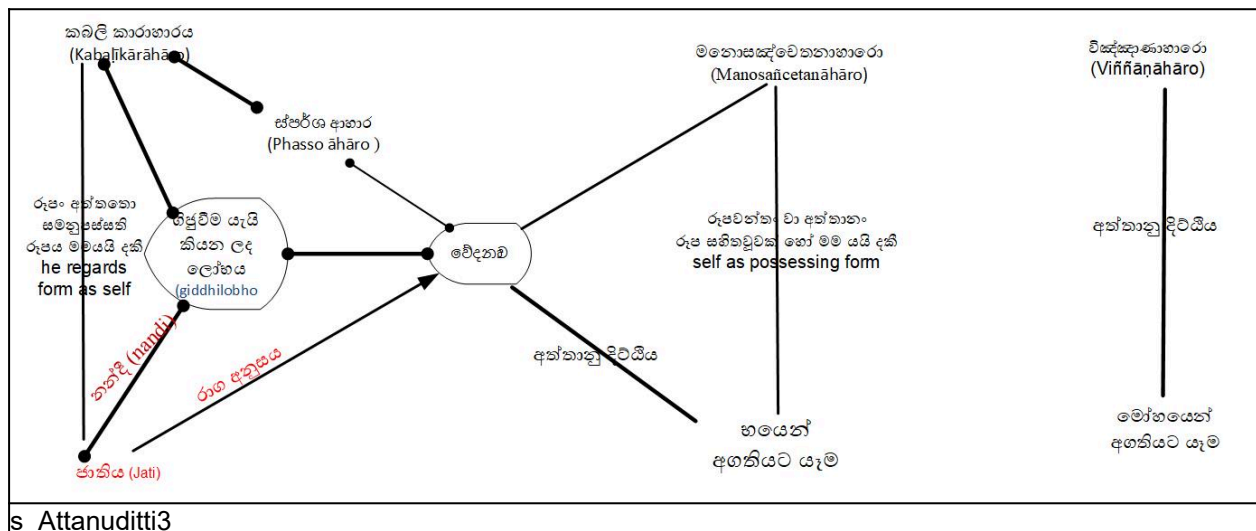 කබලි කාරාහාරය
(Kabaḷīkārāhāro)
ස්පර්ශ ආහාර
(Phasso āhāro )
මනොසඤ්චෙතනාහාරො
(Manosañcetanāhāro)
විඤ්ඤාණාහාරො
(Viññāṇāhāro)
රූපං අත්තතො
සමනුපස්සති
රූපය මමයයි දකී
he regards
form as self
ගිජුවීම යැයි
කියන ලද
ලෝභය
(giddhilobho
වේදනාව
රූපවන්තං වා අත්තානං
රූප සහිතවූවක් හෝ මම යයි දකී
self as possessing form
අත්තානු දිට්ඨිය
නන්දී (nandi)
රාග අනුසය
අත්තානු දිට්ඨිය
ජාතිය (Jati)
භයෙන්
අගතියට යෑම
මෝහයෙන්
අගතියට යෑම
s Attanuditti3